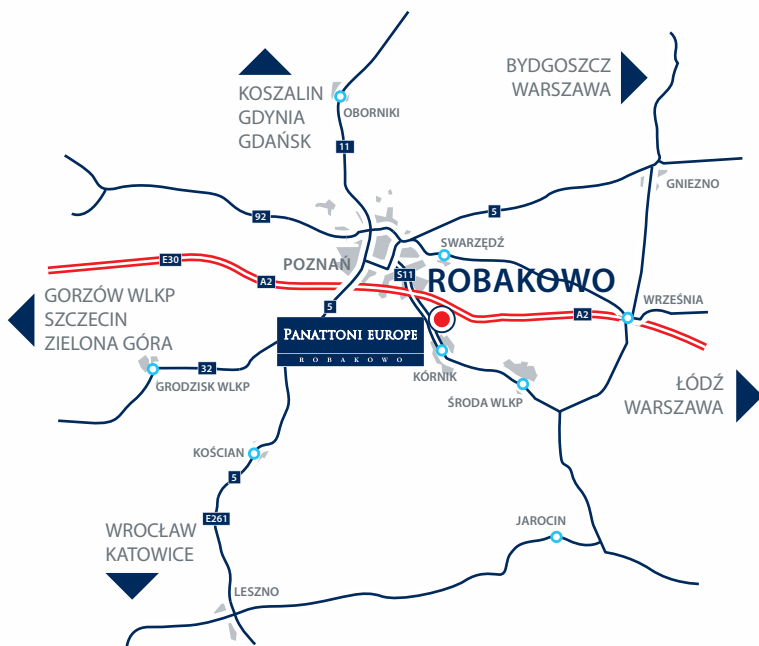 BYDGOSZCZ
WARSZAWA
KOSZALIN
GDYNIA
GDAŃSK
OBORNIKI
11
GNIEZNO
92
5
SWARZĘDŹ
E30
POZNAŃ
S11
ROBAKOWO
A2
GORZÓW WLKP
SZCZECIN
ZIELONA GÓRA
5
WRZEŚNIA
A2
PANATTONI EUROPE
ROBAKOWO
32
GRODZISK WLKP
KÓRNIK
ŚRODA WLKP
ŁÓDŹ
WARSZAWA
KOŚCIAN
5
E261
WROCŁAW
KATOWICE
JAROCIN
LESZNO